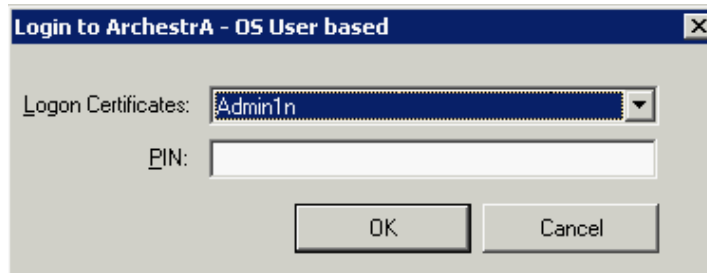 Login to ArchestrA - OS User based
Logon Certificates: Admin1n
PIN:
OK Cancel